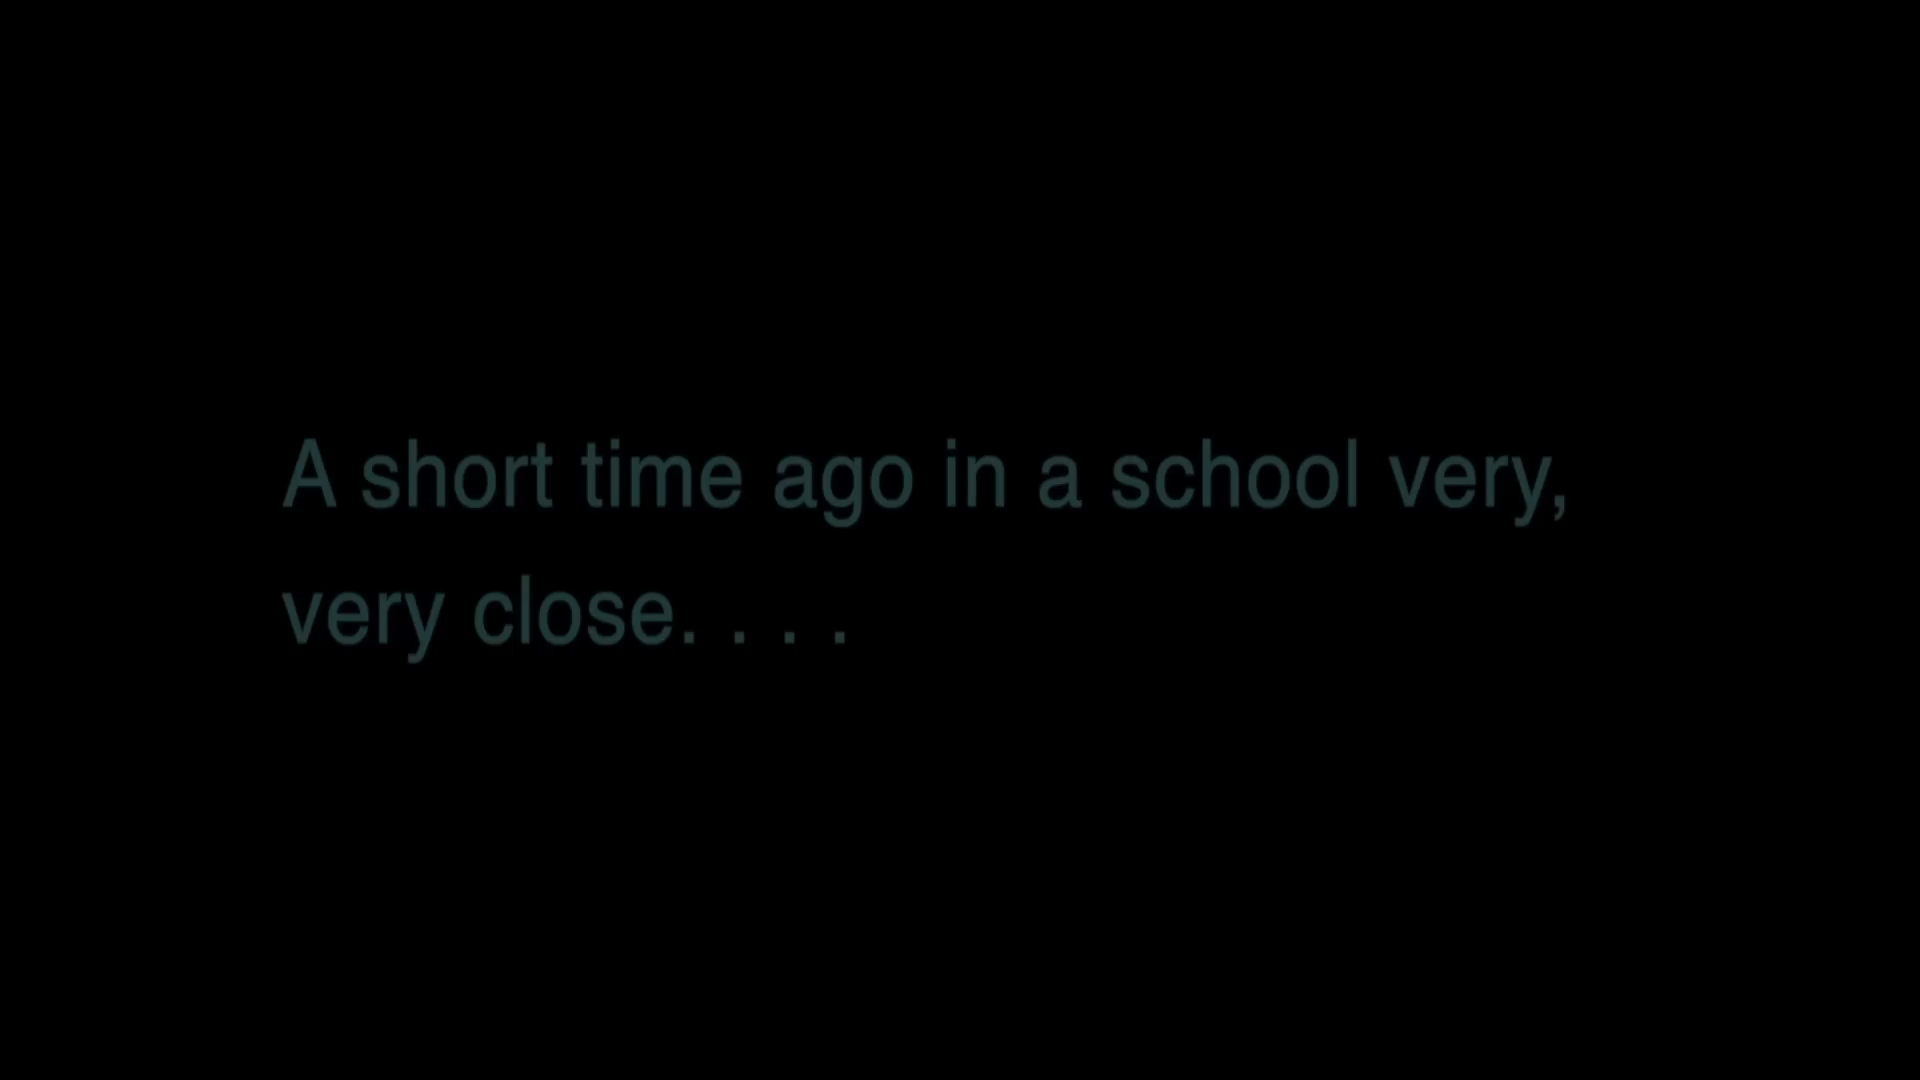 A short time ago in a school very,
very close. . . .